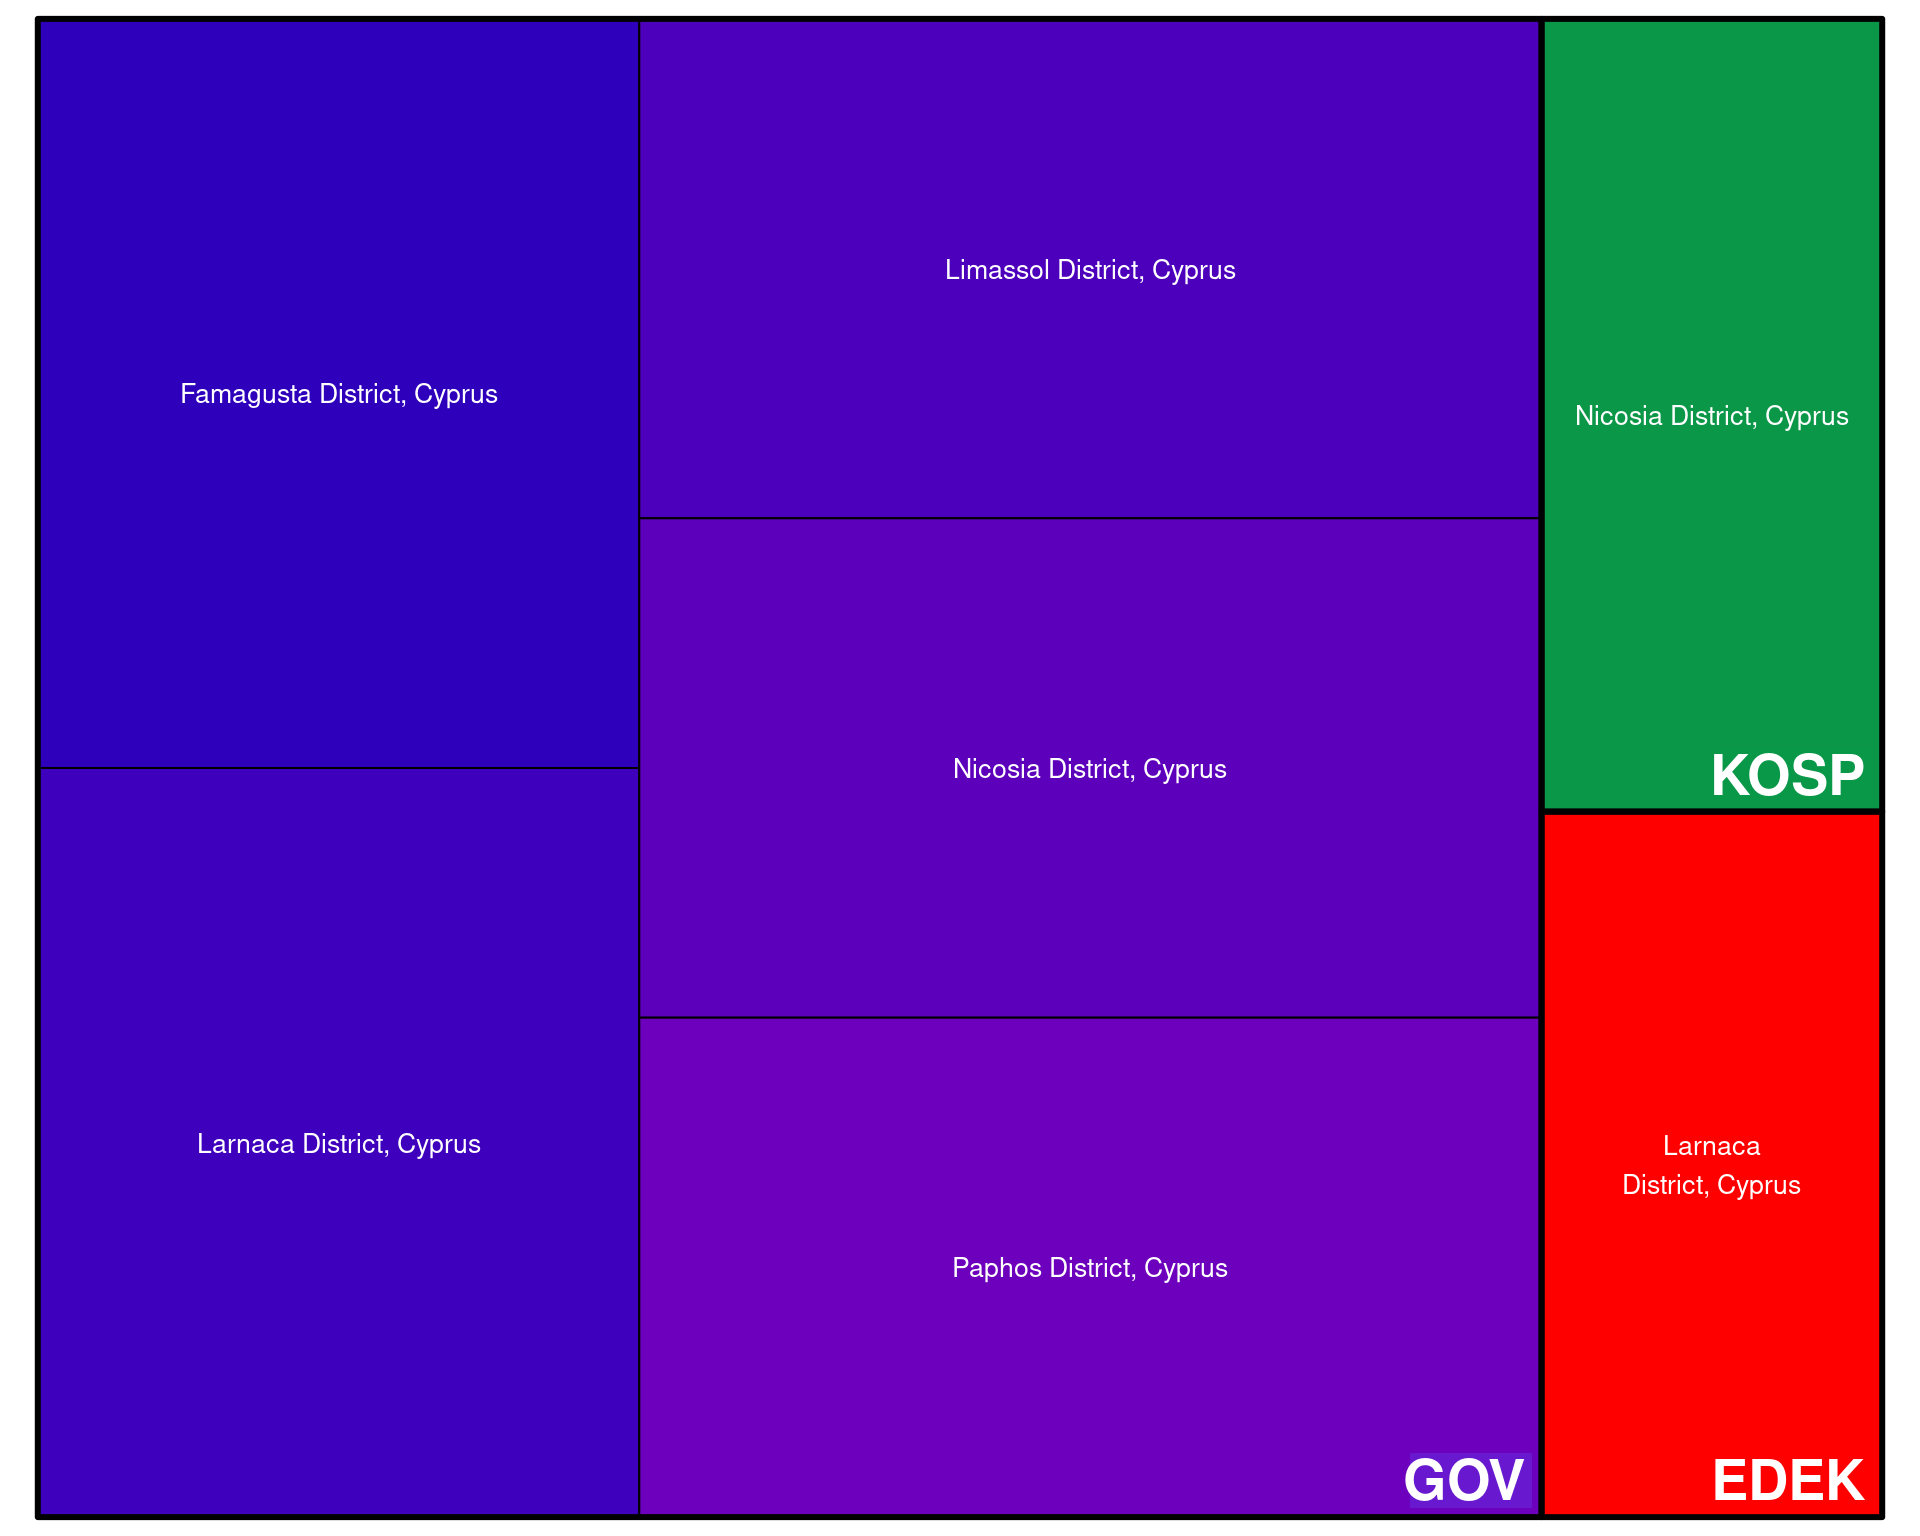 Famagusta District, Cyprus
Larnaca District, Cyprus
Limassol District, Cyprus
Nicosia District, Cyprus
Paphos District, Cyprus
GOV
Nicosia District, Cyprus
KOSP
Larnaca
District, Cyprus
EDEK